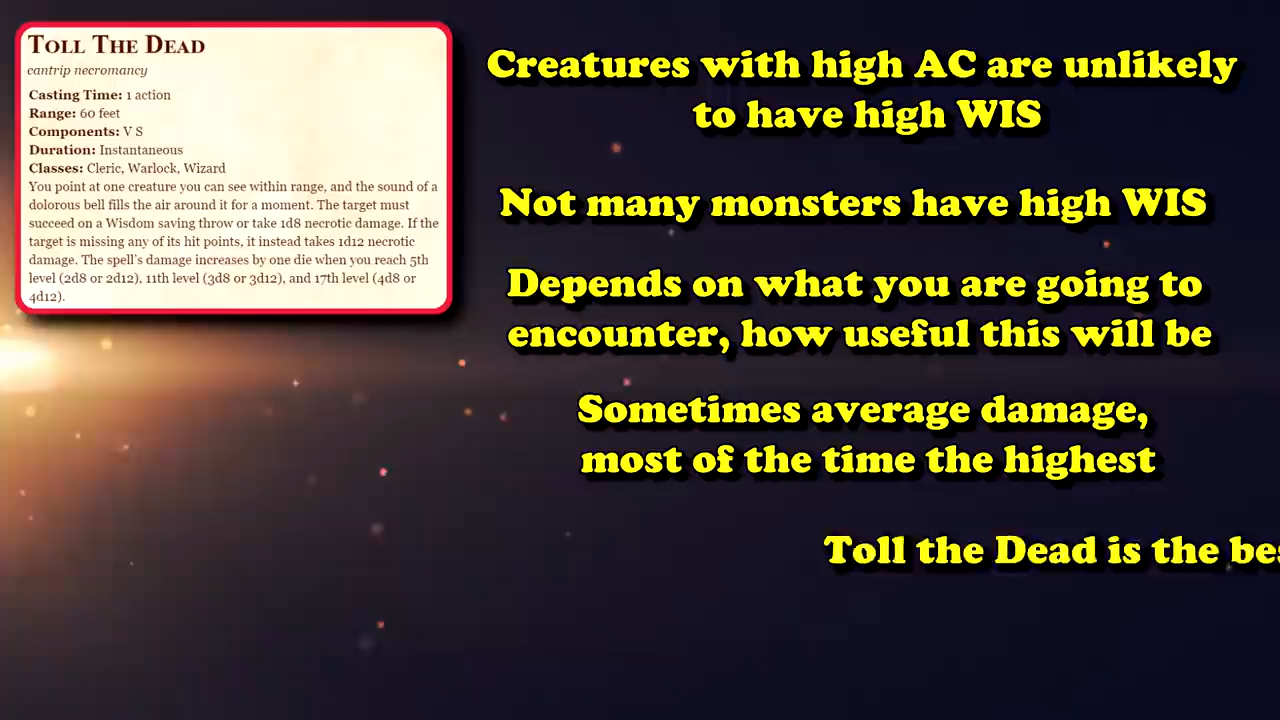 Toll The Dead
cantrip necromancy
Casting Time: 1 action
Range: 60 feet
Components: V S
Duration: Instantaneous
Classes: Cleric, Warlock, Wizard
You point at one creature you can see within range, and the sound of a
dolorous bell fills the air around it for a moment. The target must
succeed on a Wisdom saving throw or take 1d8 necrotic damage. If the
target is missing any of its hit points, it instead takes 1d12 necrotic
damage. The spell's damage increases by one die when you reach 5th
level (2d8 or 2d12), 11th level (3d8 or 3d12), and 17th level (4d8 or
4d12).
Creatures with high AC are unlikely
to have high WIS
Not many monsters have high WIS
Depends on what you are going to
encounter, how useful this will be
Sometimes average damage,
most of the time the highest
Toll the Dead is the